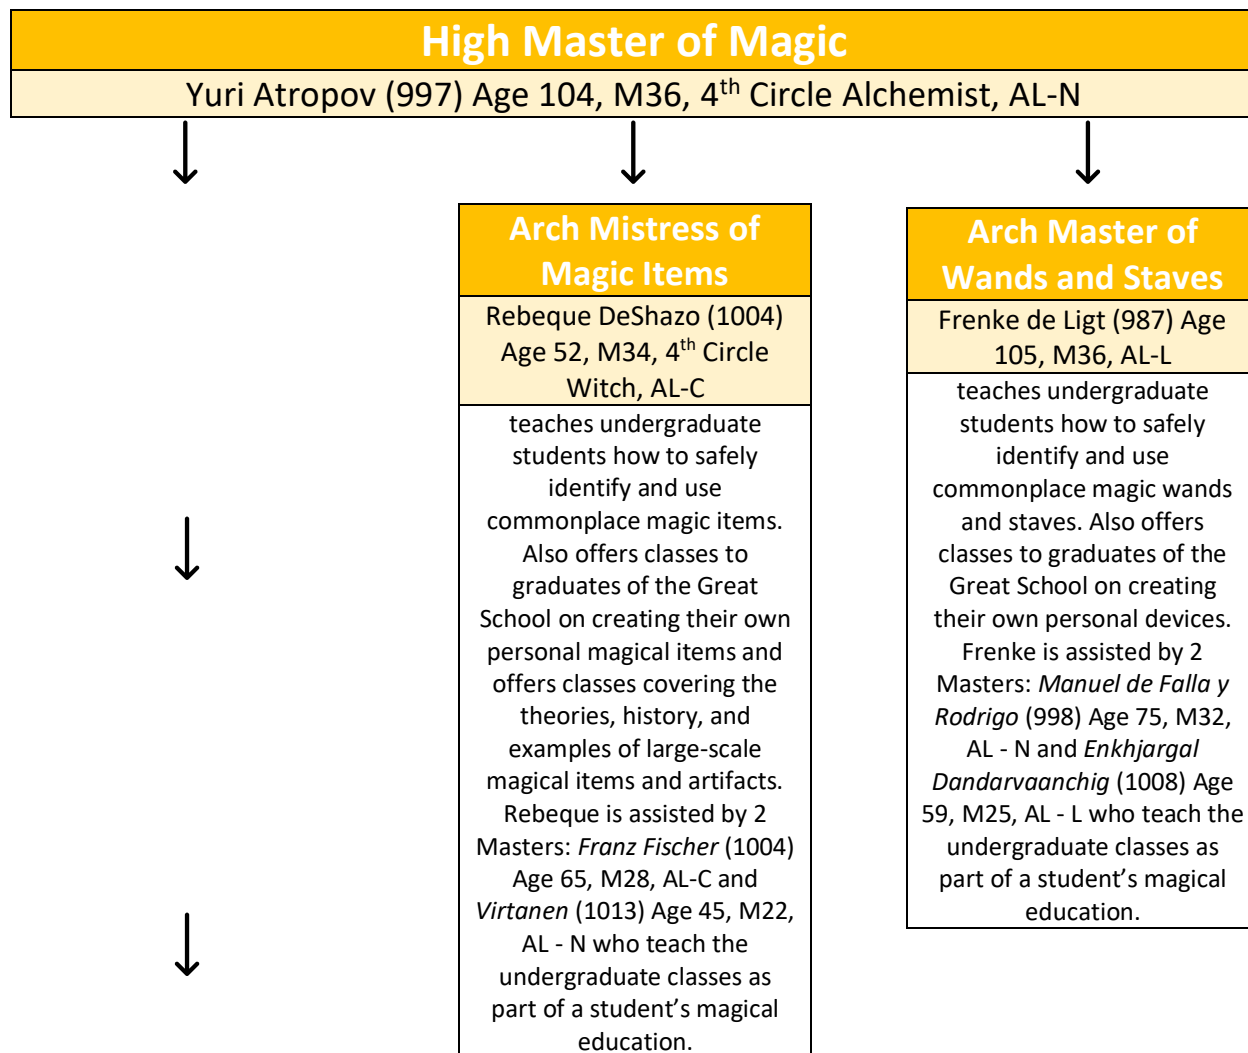 High Master of Magic
Yuri Atropov (997) Age 104, M36, 4th Circle Alchemist, AL-N
Arch Mistress of
Magic Items
Rebeque DeShazo (1004)
Age 52, M34, 4th Circle
Witch, AL-C
teaches undergraduate
students how to safely
identify and use
commonplace magic items.
Also offers classes to
graduates of the Great
School on creating their own
personal magical items and
offers classes covering the
theories, history, and
examples of large-scale
magical items and artifacts.
Rebeque is assisted by 2
Masters: Franz Fischer (1004)
Age 65, M28, AL-C and
Virtanen (1013) Age 45, M22,
AL - N who teach the
undergraduate classes as
part of a student’s magical
education.
Arch Master of
Wands and Staves
Frenke de Ligt (987) Age
105, M36, AL-L
teaches undergraduate
students how to safely
identify and use
commonplace magic wands
and staves. Also offers
classes to graduates of the
Great School on creating
their own personal devices.
Frenke is assisted by 2
Masters: Manuel de Falla y
Rodrigo (998) Age 75, M32,
AL - N and Enkhjargal
Dandarvaanchig (1008) Age
59, M25, AL - L who teach the
undergraduate classes as
part of a student’s magical
education.